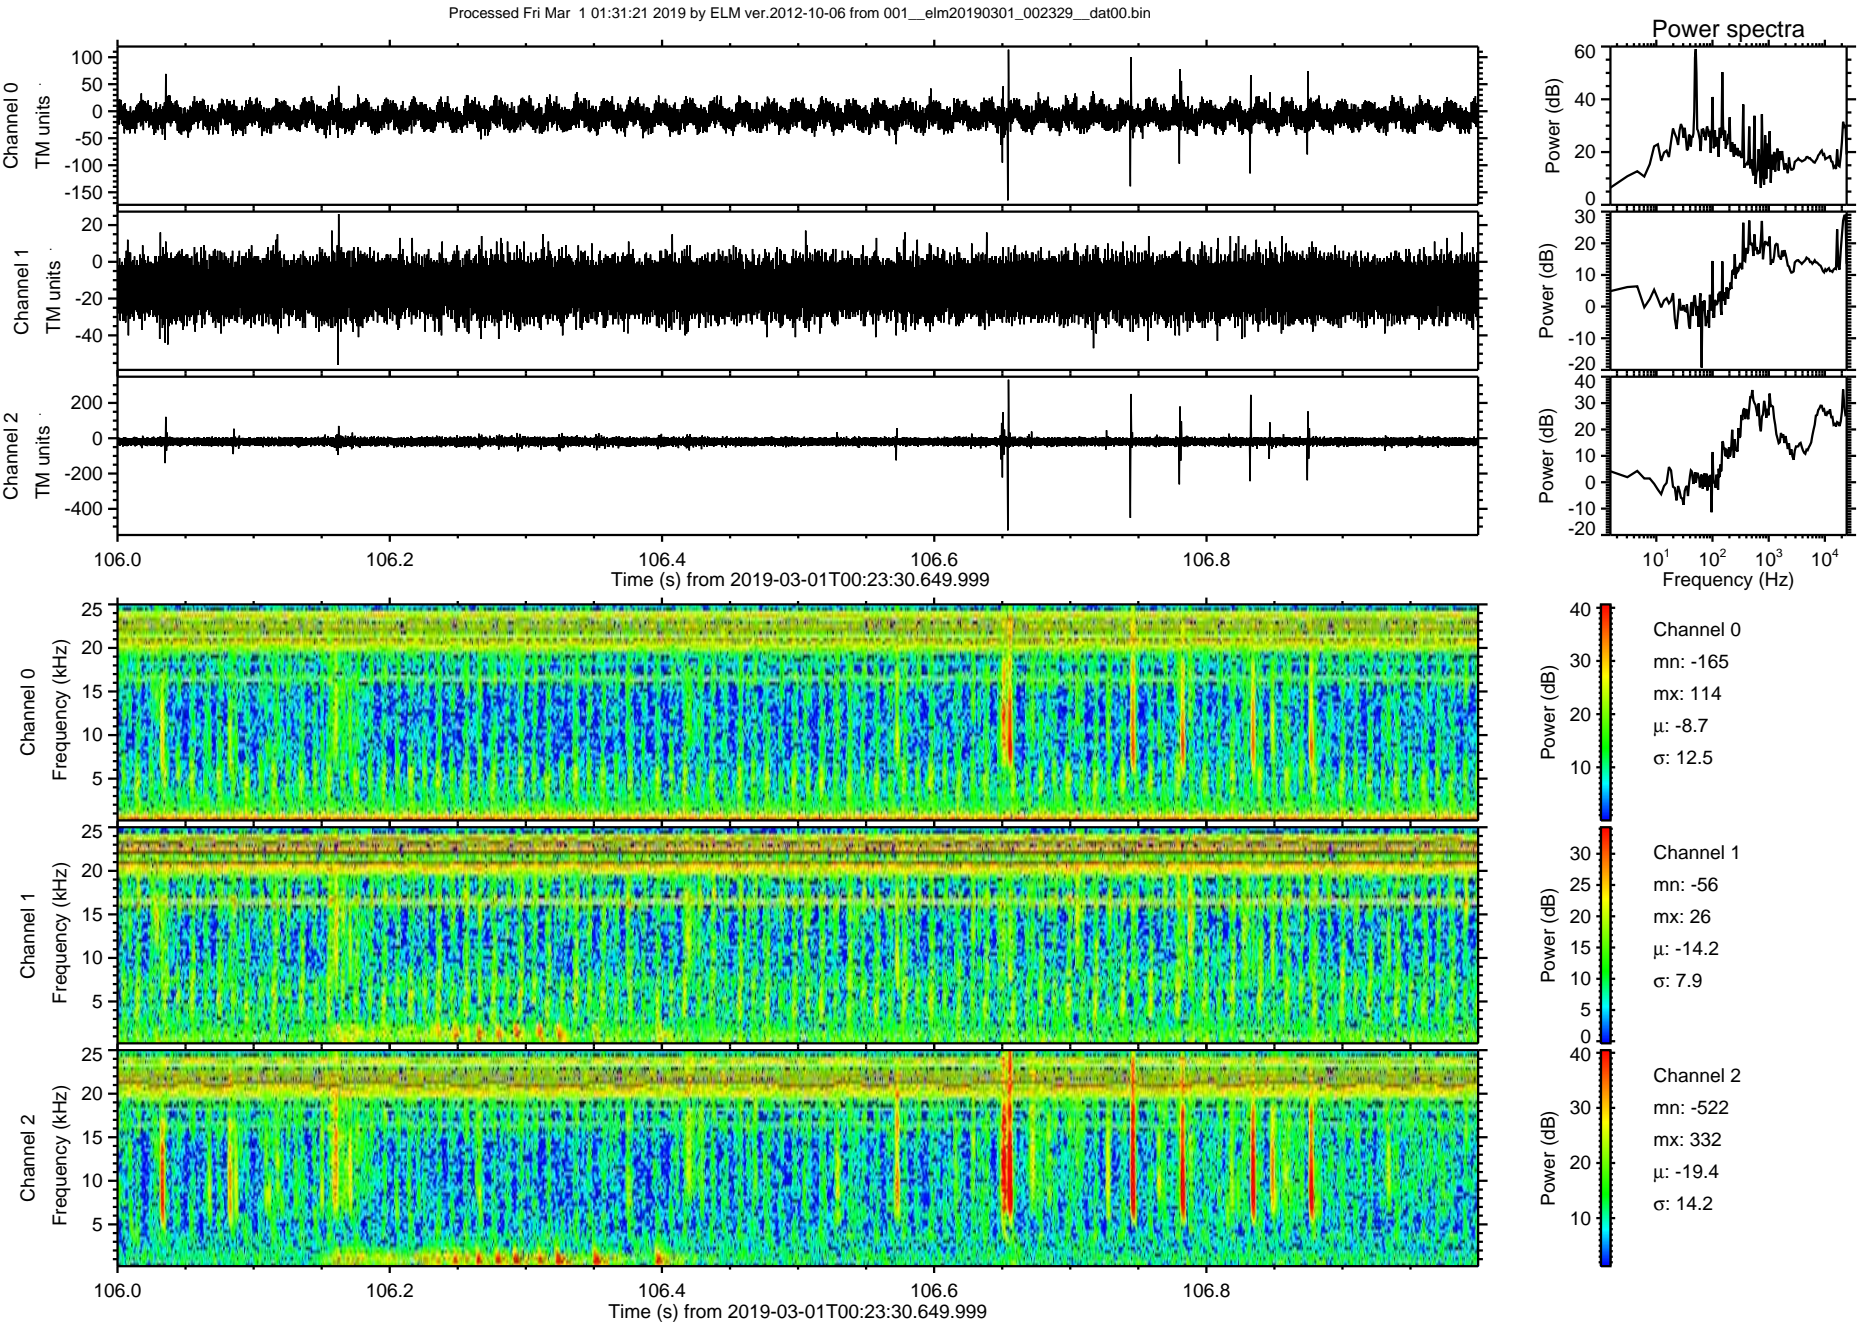 Processed Fri Mar  1 01:31:21 2019 by ELM ver.2012-10-06 from 001__elm20190301_002329__dat00.bin
Power spectra
Channel 0
TM units
100
50
0
-50
-100
-150
Power (dB)
60
40
20
0
Channel 1
TM units
20
0
-20
-40
Power (dB)
30
20
10
0
-10
-20
Channel 2
TM units
200
0
-200
-400
Power (dB)
40
30
20
10
0
-10
-20
106.0
106.2
106.4
106.6
106.8
Time (s) from 2019-03-01T00:23:30.649.999
10^1
10^2
10^3
10^4
Frequency (Hz)
Channel 0
Frequency (kHz)
25
20
15
10
5
Power (dB)
40
30
20
10
Channel 0
mn: -165
mx: 114
μ: -8.7
σ: 12.5
Channel 1
Frequency (kHz)
25
20
15
10
5
Power (dB)
30
25
20
15
10
5
0
Channel 1
mn: -56
mx: 26
μ: -14.2
σ: 7.9
Channel 2
Frequency (kHz)
25
20
15
10
5
Power (dB)
40
30
20
10
Channel 2
mn: -522
mx: 332
μ: -19.4
σ: 14.2
106.0
106.2
106.4
106.6
106.8
Time (s) from 2019-03-01T00:23:30.649.999